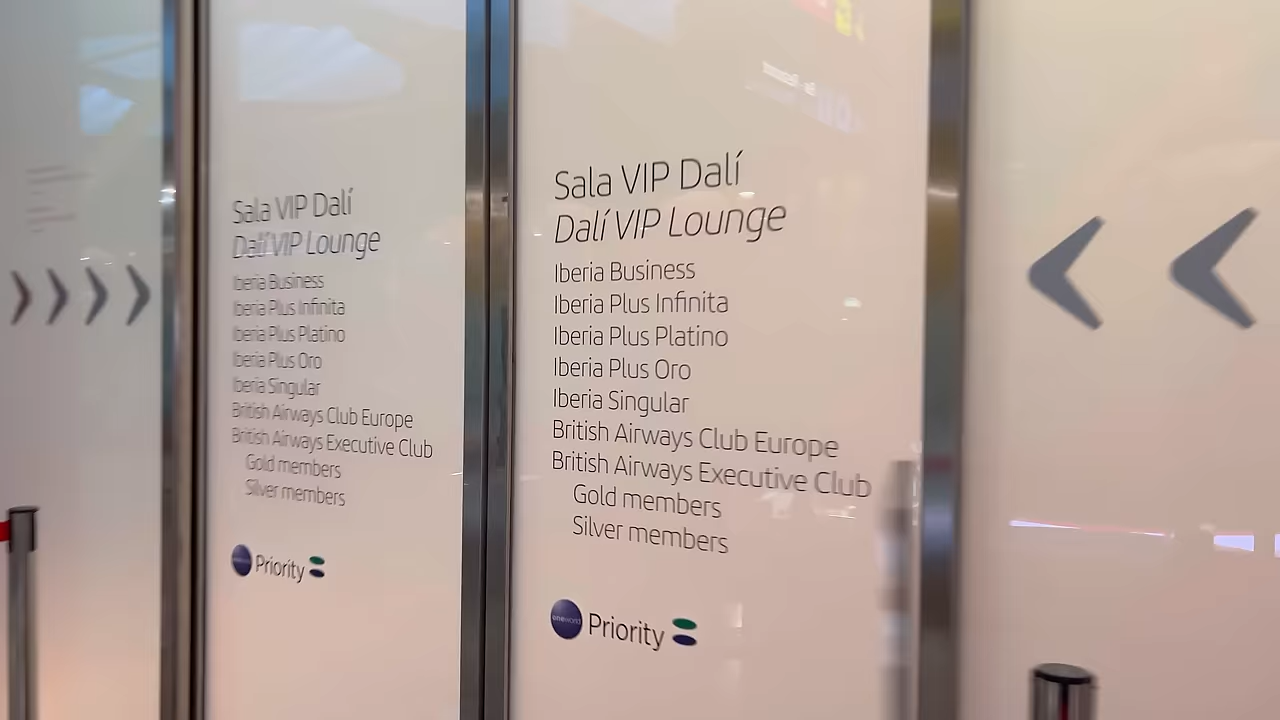 Sala VIP Dalí
Dalí VIP Lounge
Iberia Business
Iberia Plus Infinita
Iberia Plus Platino
Iberia Plus Oro
Iberia Singular
British Airways Club Europe
British Airways Executive Club
Gold members
Silver members
oneworld Priority
Sala VIP Dalí
Dalí VIP Lounge
Iberia Business
Iberia Plus Infinita
Iberia Plus Platino
Iberia Plus Oro
Iberia Singular
British Airways Club Europe
British Airways Executive Club
Gold members
Silver members
oneworld Priority